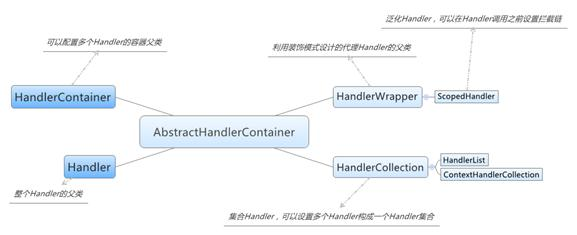 泛化Handler，可以在Handler调用之前设置拦截链
可以配置多个Handler的容器父类
利用装饰模式设计的代理Handler的父类
HandlerContainer
HandlerWrapper
ScopedHandler
AbstractHandlerContainer
Handler
HandlerCollection
HandlerList
ContextHandlerCollection
整个Handler的父类
集合Handler，可以设置多个Handler构成一个Handler集合